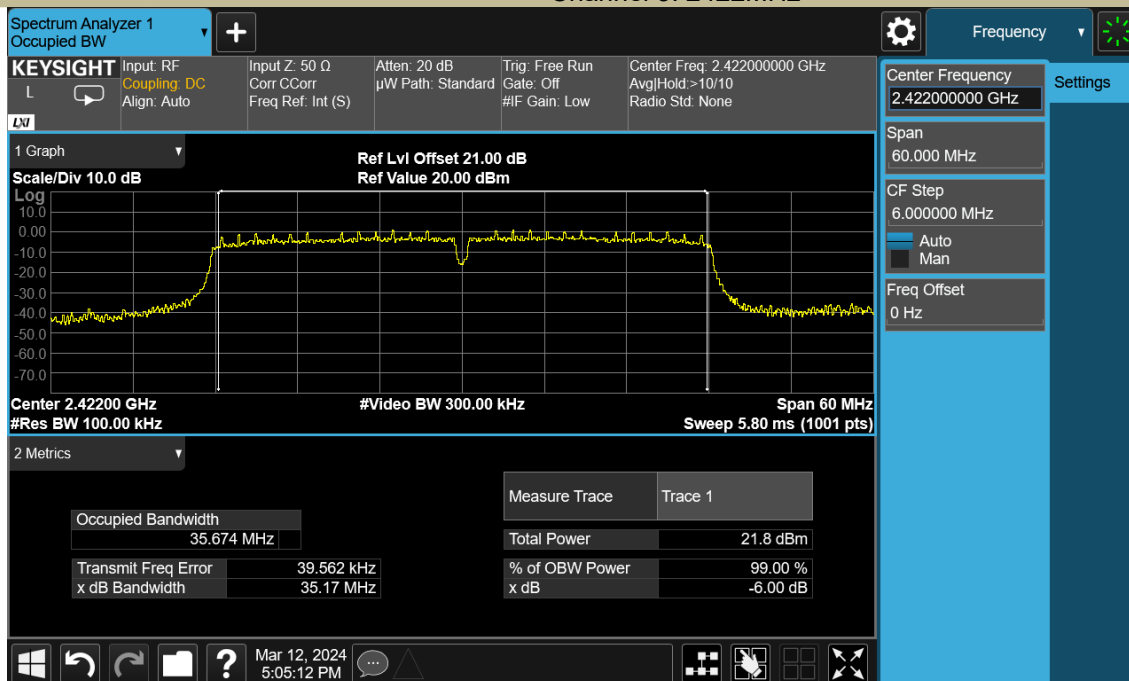 Channel 3: 2422MHz
Spectrum Analyzer 1
Occupied BW
Frequency
KEYSIGHT
L
LXI
Input: RF
Coupling: DC
Align: Auto
Input Z: 50 Ω
Corr CCorr
Freq Ref: Int (S)
Atten: 20 dB
µW Path: Standard
Trig: Free Run
Gate: Off
#IF Gain: Low
Center Freq: 2.422000000 GHz
Avg|Hold:>10/10
Radio Std: None
Center Frequency
2.422000000 GHz
Settings
Span
60.000 MHz
CF Step
6.000000 MHz
Auto
Man
Freq Offset
0 Hz
1 Graph
Scale/Div 10.0 dB
Ref Lvl Offset 21.00 dB
Ref Value 20.00 dBm
Log
10.0
0.00
-10.0
-20.0
-30.0
-40.0
-50.0
-60.0
-70.0
Center 2.42200 GHz
#Video BW 300.00 kHz
Span 60 MHz
#Res BW 100.00 kHz
Sweep 5.80 ms (1001 pts)
2 Metrics
Measure Trace Trace 1
Occupied Bandwidth
35.674 MHz
Total Power 21.8 dBm
Transmit Freq Error 39.562 kHz
% of OBW Power 99.00 %
x dB Bandwidth 35.17 MHz
x dB -6.00 dB
Mar 12, 2024
5:05:12 PM